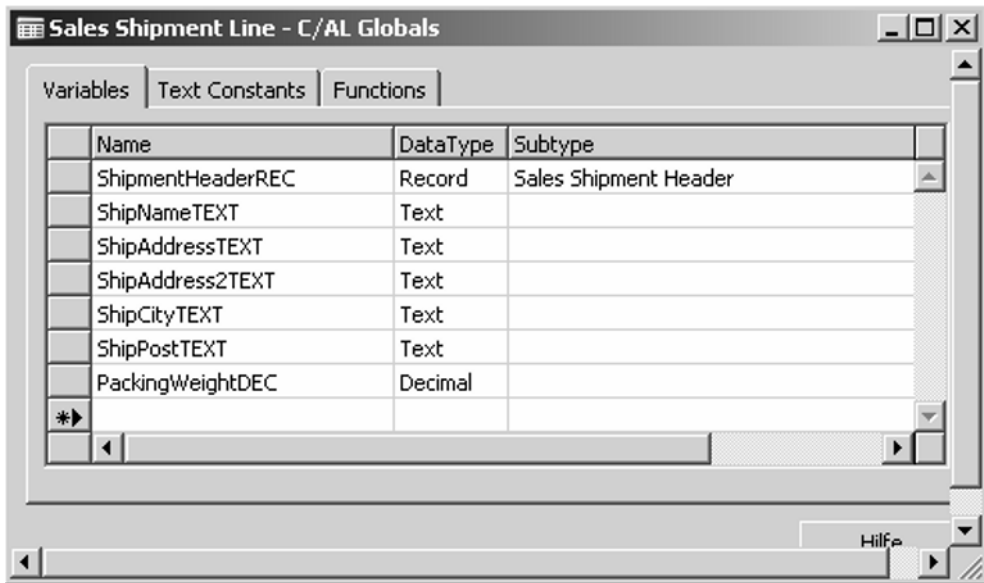 Sales Shipment Line - C/AL Globals
Variables Text Constants Functions
Name DataType Subtype
ShipmentHeaderREC Record Sales Shipment Header
ShipNameTEXT Text
ShipAddressTEXT Text
ShipAddress2TEXT Text
ShipCityTEXT Text
ShipPostTEXT Text
PackingWeightDEC Decimal
Hilfe